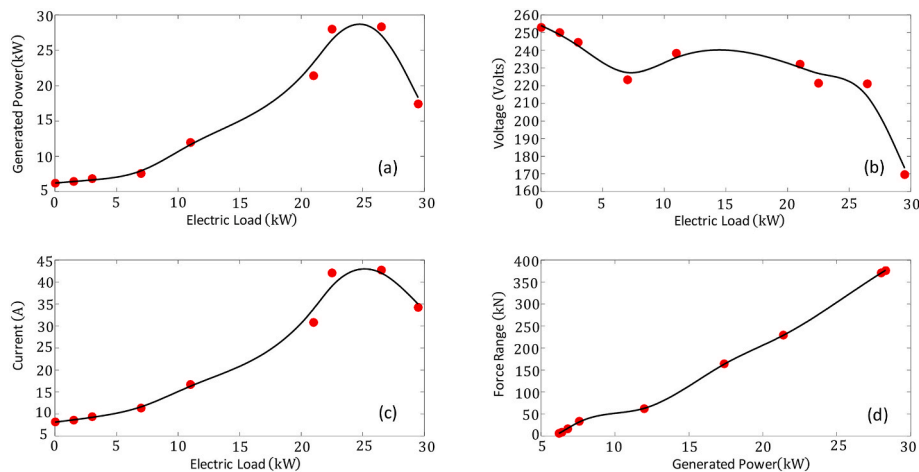 30
25
20
15
10
5
0 5 10 15 20 25 30
Generated Power(kW)
Electric Load (kW)
(a)
260
250
240
230
220
210
200
190
180
170
160
0 5 10 15 20 25 30
Voltage (Volts)
Electric Load (kW)
(b)
45
40
35
30
25
20
15
10
5
0 5 10 15 20 25 30
Current (A)
Electric Load (kW)
(c)
400
350
300
250
200
150
100
50
0
5 10 15 20 25 30
Force Range (kN)
Generated Power(kW)
(d)